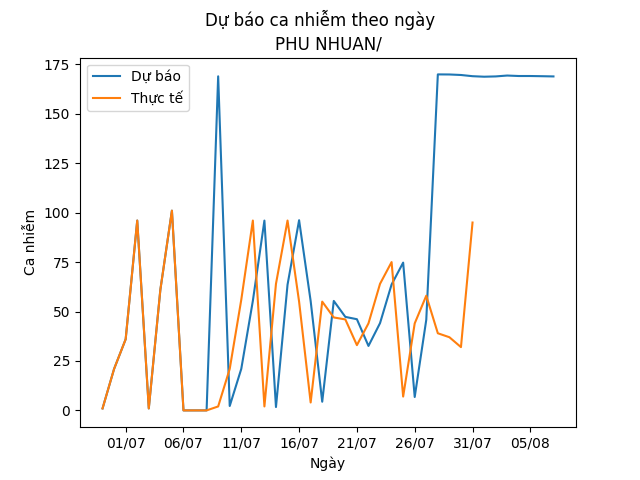 Dự báo ca nhiễm theo ngày
PHU NHUAN/
Dự báo
Thực tế
Ca nhiễm
175
150
125
100
75
50
25
0
01/07 06/07 11/07 16/07 21/07 26/07 31/07 05/08
Ngày